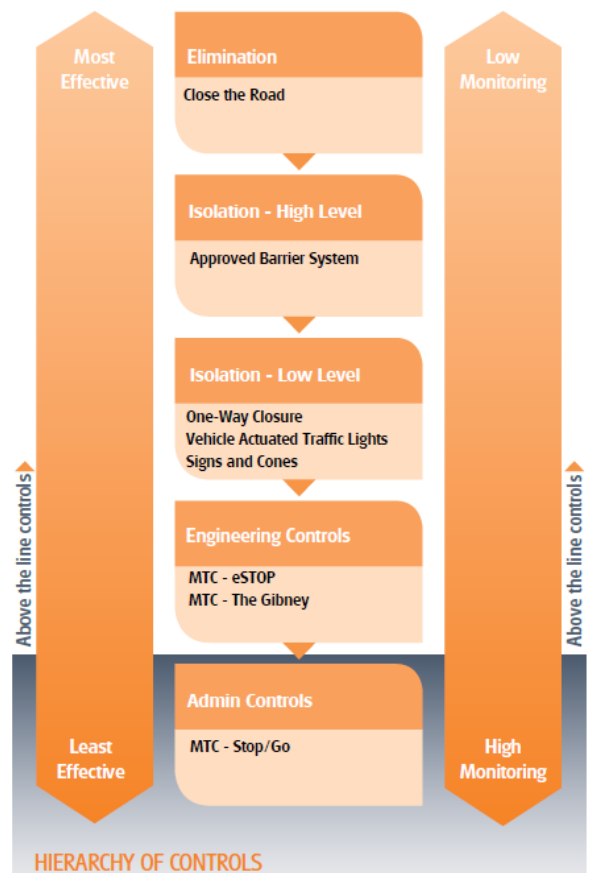 Most
Effective
Elimination
Close the Road
Low
Monitoring
Isolation - High Level
Approved Barrier System
Isolation - Low Level
One-Way Closure
Vehicle Actuated Traffic Lights
Signs and Cones
Above the line controls
Engineering Controls
MTC - eSTOP
MTC - The Gibney
Above the line controls
Admin Controls
MTC - Stop/Go
Least
Effective
High
Monitoring
HIERARCHY OF CONTROLS